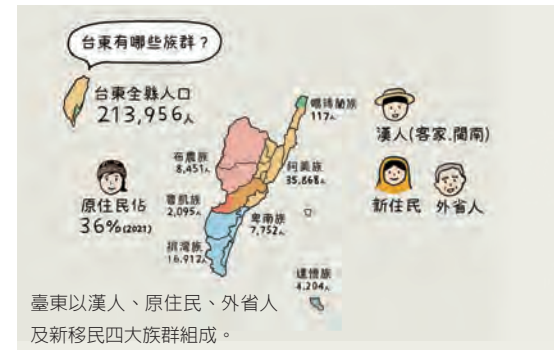 台東有哪些族群？
台東全縣人口
213,956人
原住民佔
36%(2021)
噶瑪蘭族
117人
布農族
8,451人
阿美族
35,868人
魯凱族
2,095人
卑南族
7,752人
排灣族
16,912人
達悟族
4,204人
漢人(客家.閩南)
新住民
外省人
臺東以漢人、原住民、外省人
及新移民四大族群組成。